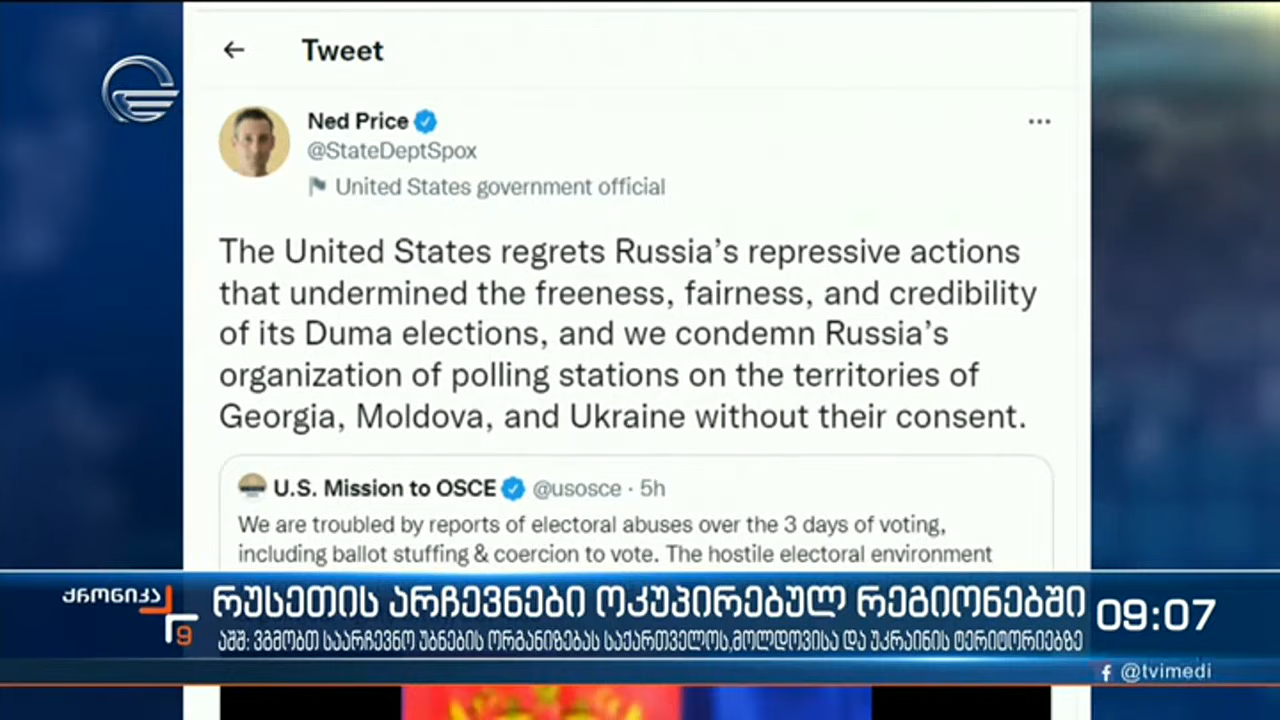 Tweet
Ned Price
@StateDeptSpox
United States government official
The United States regrets Russia’s repressive actions
that undermined the freeness, fairness, and credibility
of its Duma elections, and we condemn Russia’s
organization of polling stations on the territories of
Georgia, Moldova, and Ukraine without their consent.
U.S. Mission to OSCE @usosce · 5h
We are troubled by reports of electoral abuses over the 3 days of voting,
including ballot stuffing & coercion to vote. The hostile electoral environment
ქრონიკა
9
რუსეთის არჩევნები ოკუპირებულ რეგიონებში
09:07
აშშ: ვგმობთ საარჩევნო უბნების ორგანიზებას საქართველოს,მოლდოვისა და უკრაინის ტერიტორიებზე
@tvimedi